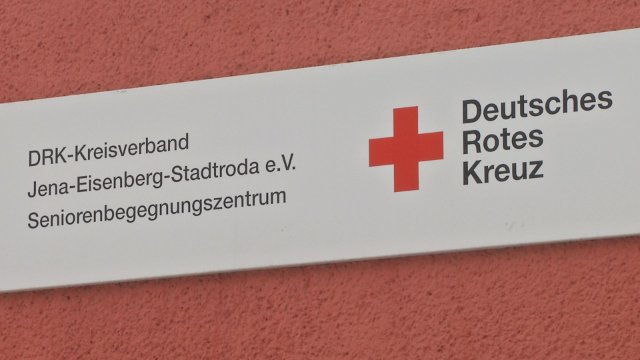 DRK-Kreisverband
Jena-Eisenberg-Stadtroda e.V.
Seniorenbegegnungszentrum
Deutsches
Rotes
Kreuz